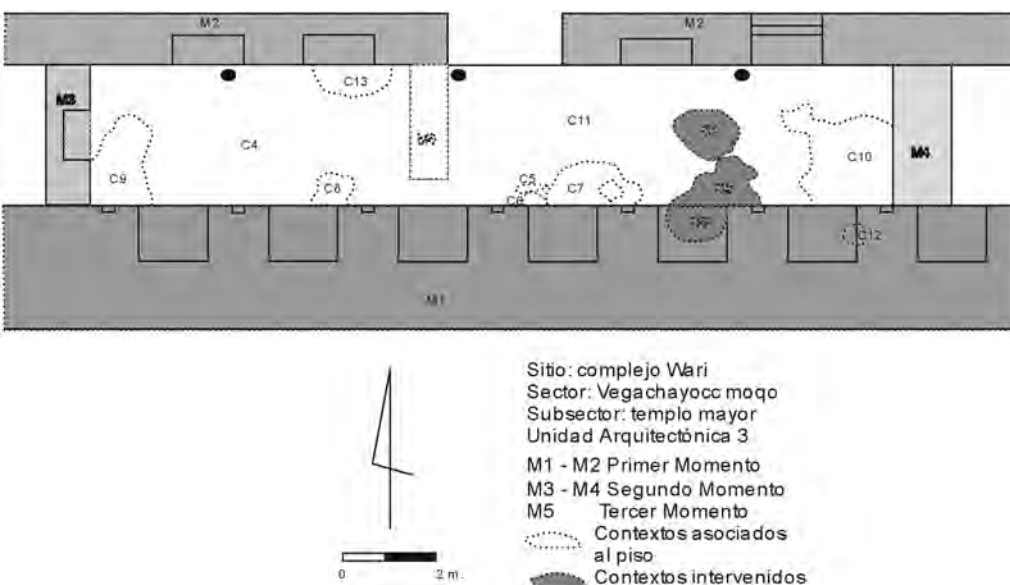 M2 M2
C13
M3 C11
C4 M4
C10
C9 C8 C5 C7
C6
C12
M1
Sitio: complejo Wari
Sector: Vegachayocc moqo
Subsector: templo mayor
Unidad Arquitectónica 3
M1 - M2 Primer Momento
M3 - M4 Segundo Momento
M5 Tercer Momento
Contextos asociados
al piso
Contextos intervenidos
0 2 m.